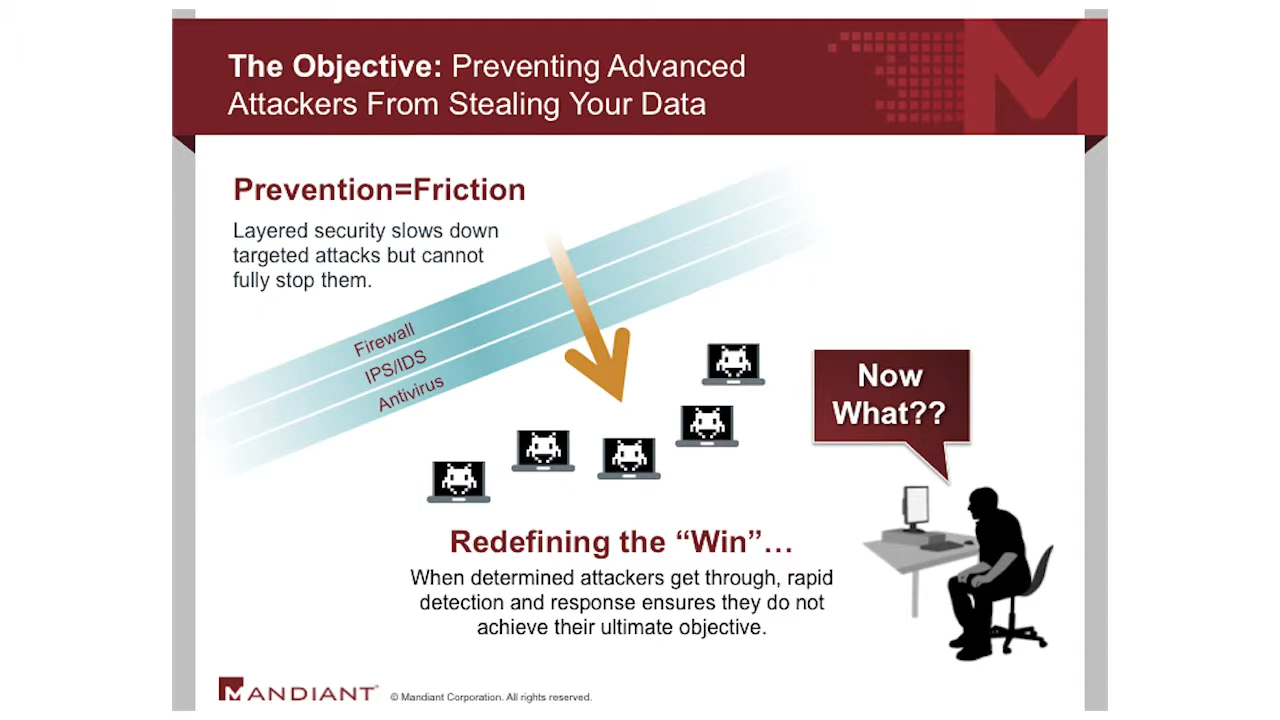 The Objective: Preventing Advanced
Attackers From Stealing Your Data
Prevention=Friction
Layered security slows down
targeted attacks but cannot
fully stop them.
Firewall
IPS/IDS
Antivirus
Now
What??
Redefining the “Win”…
When determined attackers get through, rapid
detection and response ensures they do not
achieve their ultimate objective.
MANDIANT
© Mandiant Corporation. All rights reserved.